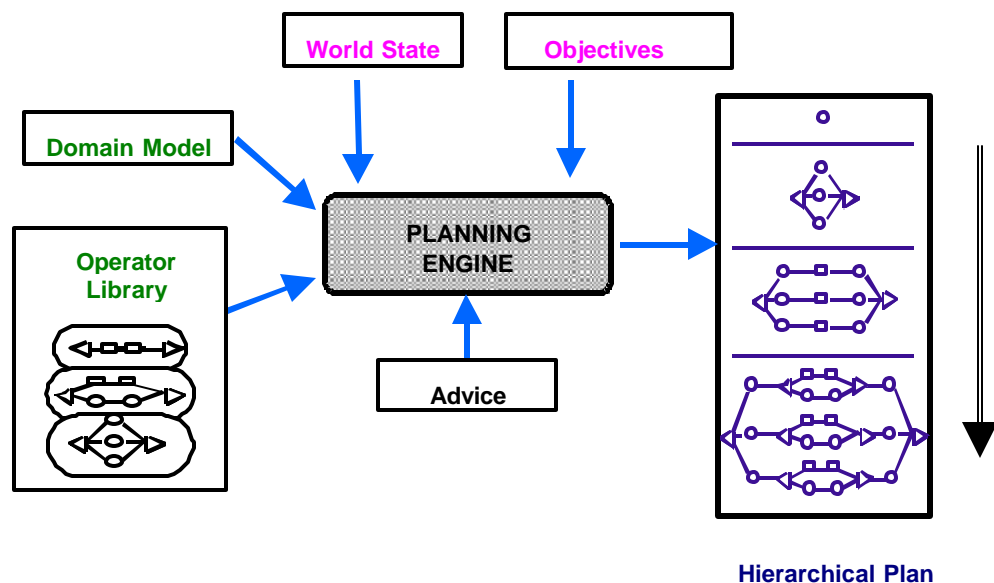 World State
Objectives
Domain Model
Operator
Library
PLANNING
ENGINE
Advice
Hierarchical Plan